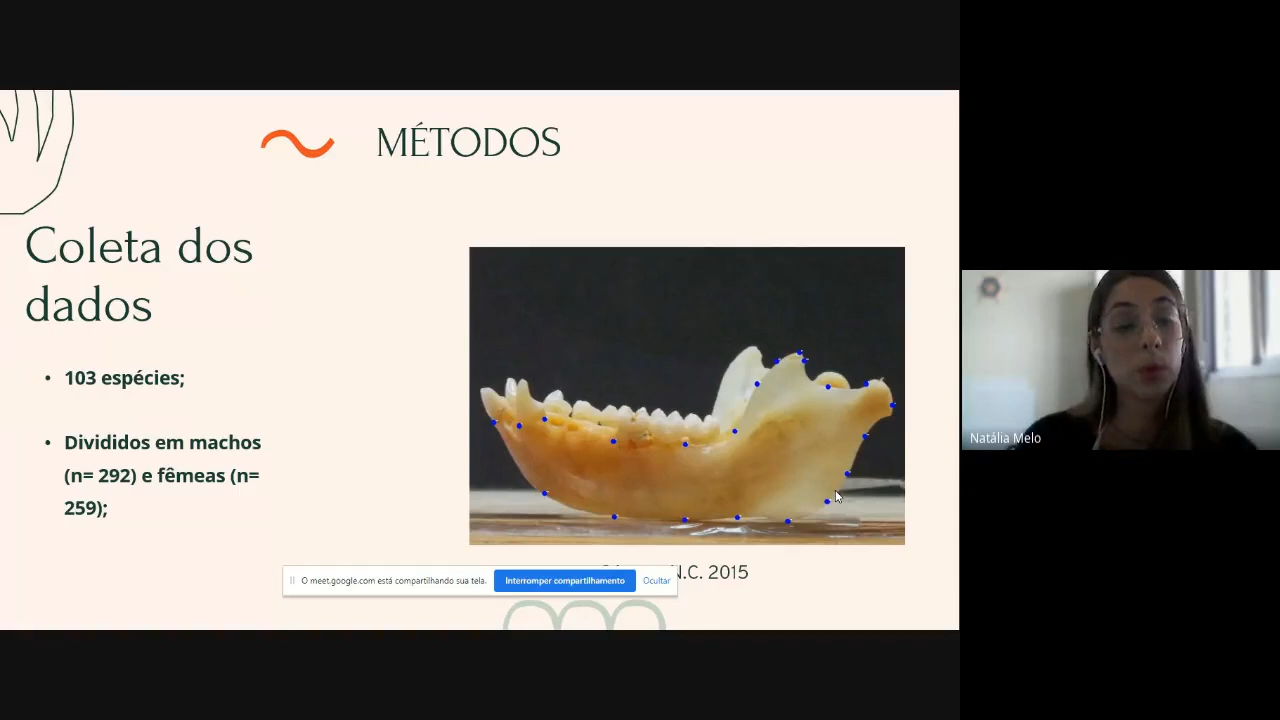 MÉTODOS
Coleta dos
dados
• 103 espécies;
• Divididos em machos
(n= 292) e fêmeas (n=
259);
N.C. 2015
O meet.google.com está compartilhando sua tela.
Interromper compartilhamento
Ocultar
Natália Melo